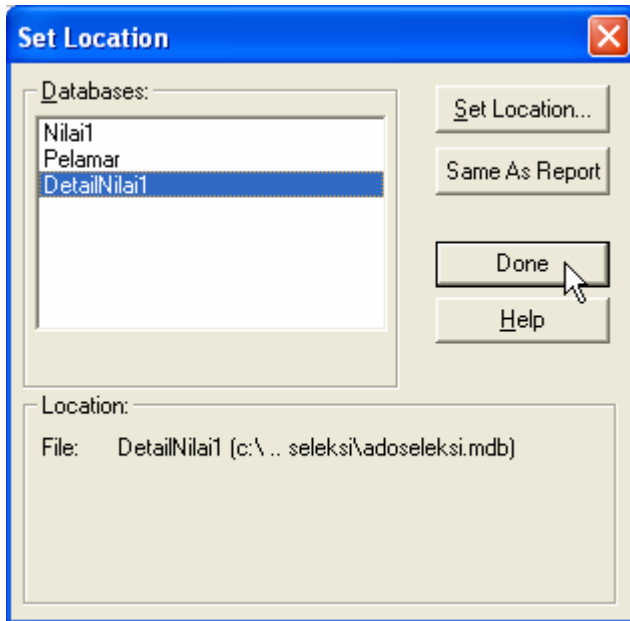 Set Location
Databases:
Nilai1
Pelamar
DetailNilai1
Set Location...
Same As Report
Done
Help
Location:
File: DetailNilai1 (c:\ .. seleksi\adoseleksi.mdb)